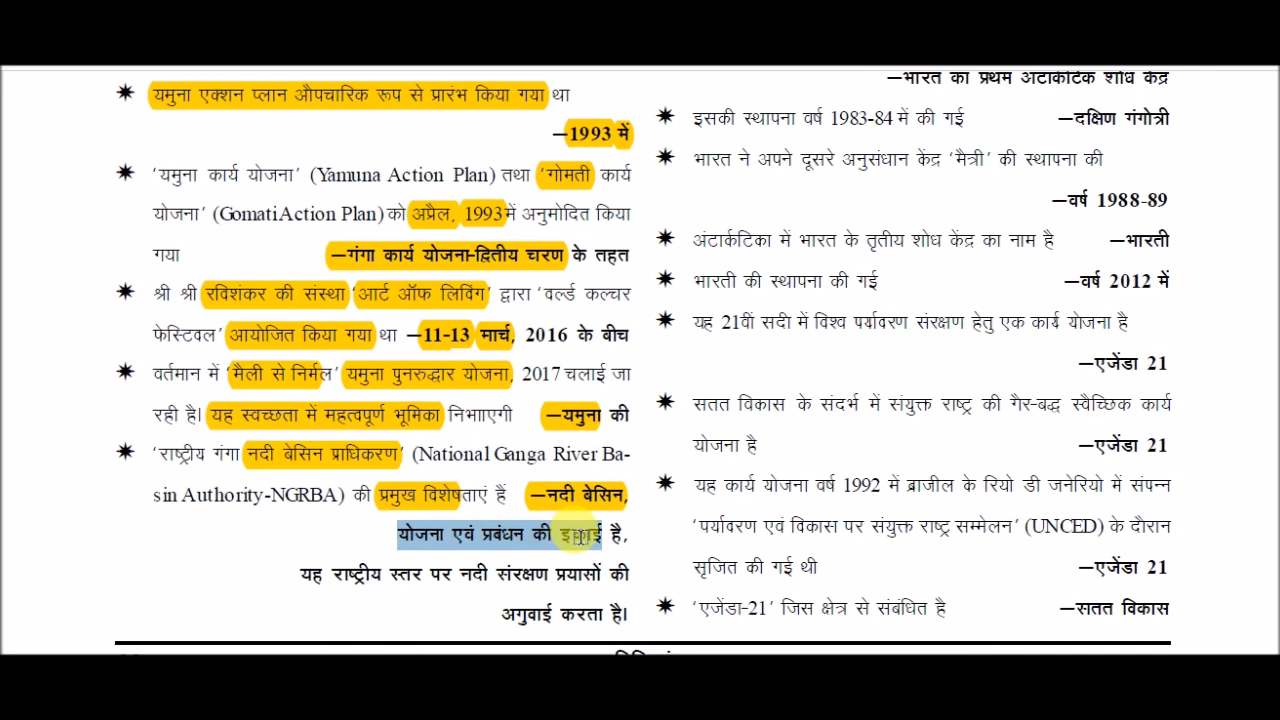 ✷ यमुना एक्शन प्लान औपचारिक रूप से प्रारंभ किया गया था
–1993 में
✷ 'यमुना कार्य योजना' (Yamuna Action Plan) तथा 'गोमती कार्य
योजना' (Gomati Action Plan) को अप्रैल, 1993 में अनुमोदित किया
गया –गंगा कार्य योजना-द्वितीय चरण के तहत
✷ श्री श्री रविशंकर की संस्था 'आर्ट ऑफ लिविंग' द्वारा 'वर्ल्ड कल्चर
फेस्टिवल' आयोजित किया गया था –11-13 मार्च, 2016 के बीच
✷ वर्तमान में 'मैली से निर्मल' यमुना पुनरुद्धार योजना, 2017 चलाई जा
रही है। यह स्वच्छता में महत्वपूर्ण भूमिका निभााएगी –यमुना की
✷ 'राष्ट्रीय गंगा नदी बेसिन प्राधिकरण' (National Ganga River Ba-
sin Authority-NGRBA) की प्रमुख विशेषताएं हैं –नदी बेसिन,
योजना एवं प्रबंधन की इकाई है,
यह राष्ट्रीय स्तर पर नदी संरक्षण प्रयासों की
अगुवाई करता है।
–भारत का प्रथम अंटार्कटिक शोध केंद्र
✷ इसकी स्थापना वर्ष 1983-84 में की गई –दक्षिण गंगोत्री
✷ भारत ने अपने दूसरे अनुसंधान केंद्र 'मैत्री' की स्थापना की
–वर्ष 1988-89
✷ अंटार्कटिका में भारत के तृतीय शोध केंद्र का नाम है –भारती
✷ भारती की स्थापना की गई –वर्ष 2012 में
✷ यह 21वीं सदी में विश्व पर्यावरण संरक्षण हेतु एक कार्य योजना है
–एजेंडा 21
✷ सतत विकास के संदर्भ में संयुक्त राष्ट्र की गैर-बद्ध स्वैच्छिक कार्य
योजना है –एजेंडा 21
✷ यह कार्य योजना वर्ष 1992 में ब्राजील के रियो डी जनेरियो में संपन्न
'पर्यावरण एवं विकास पर संयुक्त राष्ट्र सम्मेलन' (UNCED) के दौरान
सृजित की गई थी –एजेंडा 21
✷ 'एजेंडा-21' जिस क्षेत्र से संबंधित है –सतत विकास